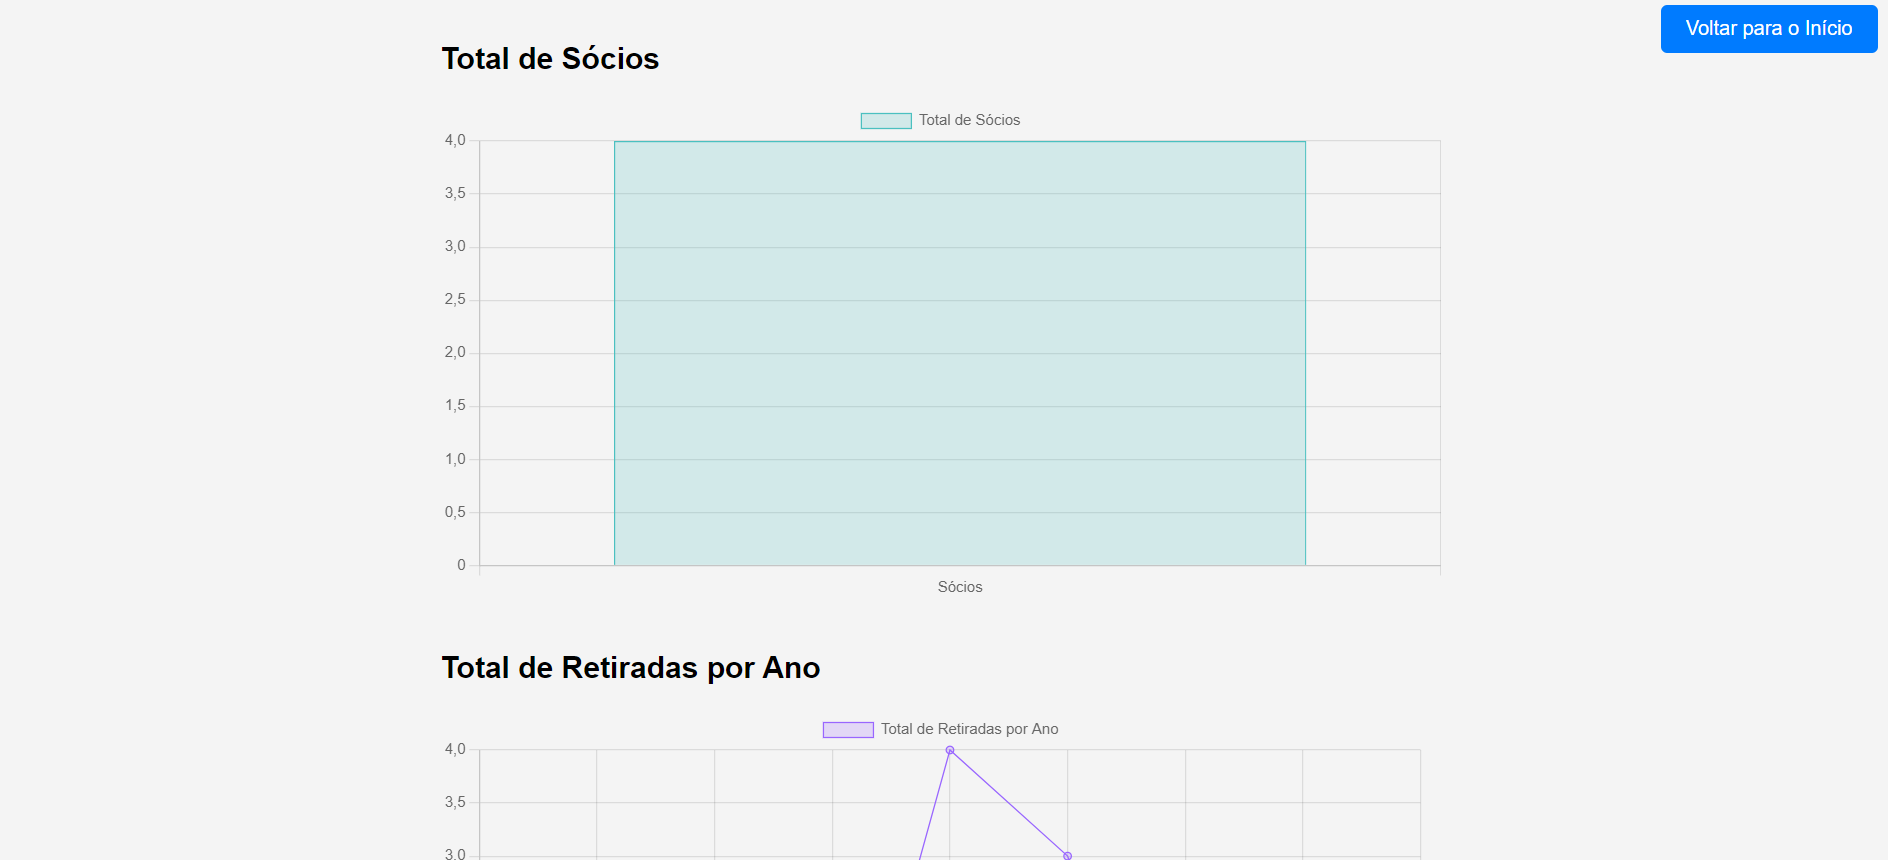 Voltar para o Início
Total de Sócios
Total de Sócios
4,0
3,5
3,0
2,5
2,0
1,5
1,0
0,5
0
Sócios
Total de Retiradas por Ano
Total de Retiradas por Ano
4,0
3,5
3,0